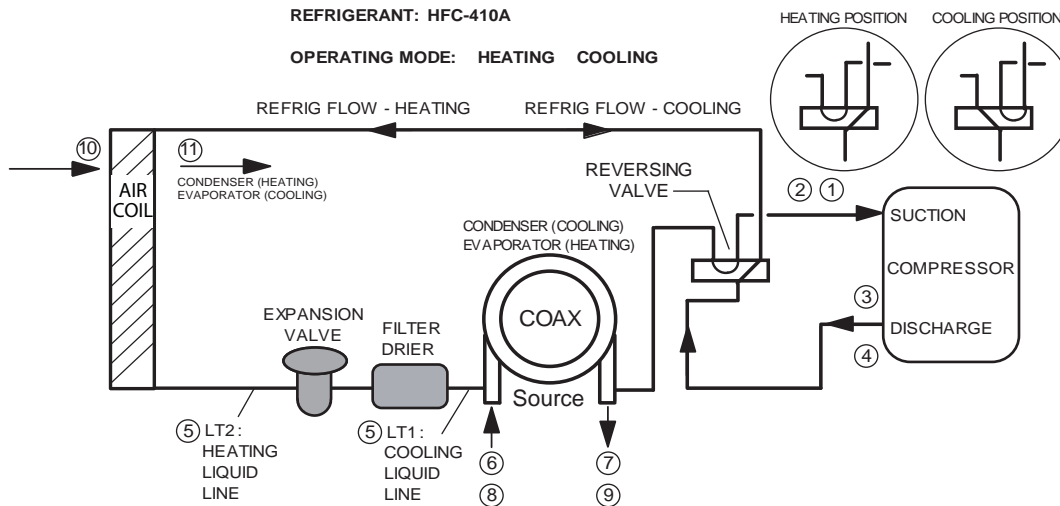 REFRIGERANT: HFC-410A
OPERATING MODE: HEATING COOLING
HEATING POSITION
COOLING POSITION
REFRIG FLOW - HEATING
REFRIG FLOW - COOLING
10
11
CONDENSER (HEATING)
EVAPORATOR (COOLING)
AIR
COIL
REVERSING
VALVE
2 1
SUCTION
COMPRESSOR
3
DISCHARGE
4
CONDENSER (COOLING)
EVAPORATOR (HEATING)
COAX
Source
EXPANSION
VALVE
FILTER
DRIER
5 LT2:
HEATING
LIQUID
LINE
5 LT1:
COOLING
LIQUID
LINE
6
8
7
9